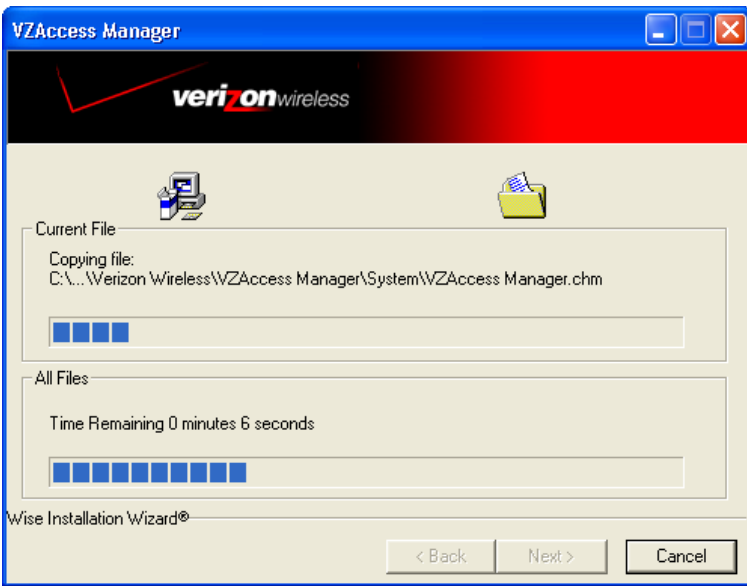 VZAccess Manager
verizonwireless
Current File
Copying file:
C:\...\Verizon Wireless\VZAccess Manager\System\VZAccess Manager.chm
All Files
Time Remaining 0 minutes 6 seconds
Wise Installation Wizard®
< Back
Next >
Cancel